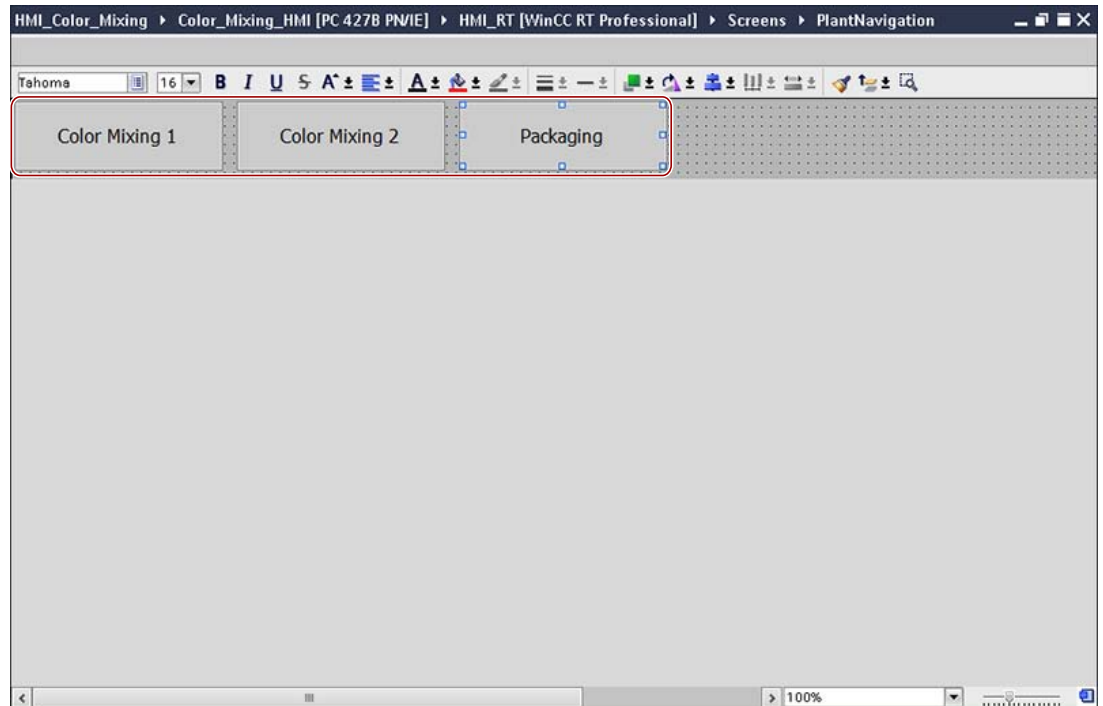 HMI_Color_Mixing ▸ Color_Mixing_HMI [PC 427B PN/IE] ▸ HMI_RT [WinCC RT Professional] ▸ Screens ▸ PlantNavigation
Tahoma 16 B I U S A A
Color Mixing 1 Color Mixing 2 Packaging
100%